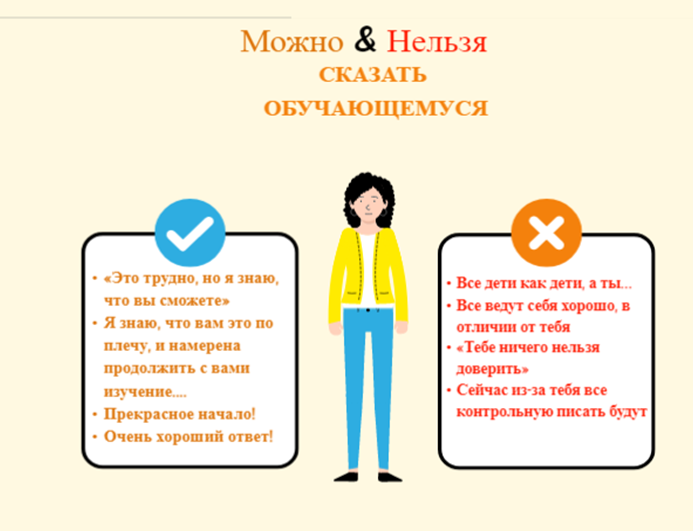 Можно & Нельзя
СКАЗАТЬ
ОБУЧАЮЩЕМУСЯ
• «Это трудно, но я знаю,
что вы сможете»
• Я знаю, что вам это по
плечу, и намерена
продолжить с вами
изучение....
• Прекрасное начало!
• Очень хороший ответ!
• Все дети как дети, а ты...
• Все ведут себя хорошо, в
отличии от тебя
• «Тебе ничего нельзя
доверить»
• Сейчас из-за тебя все
контрольную писать будут